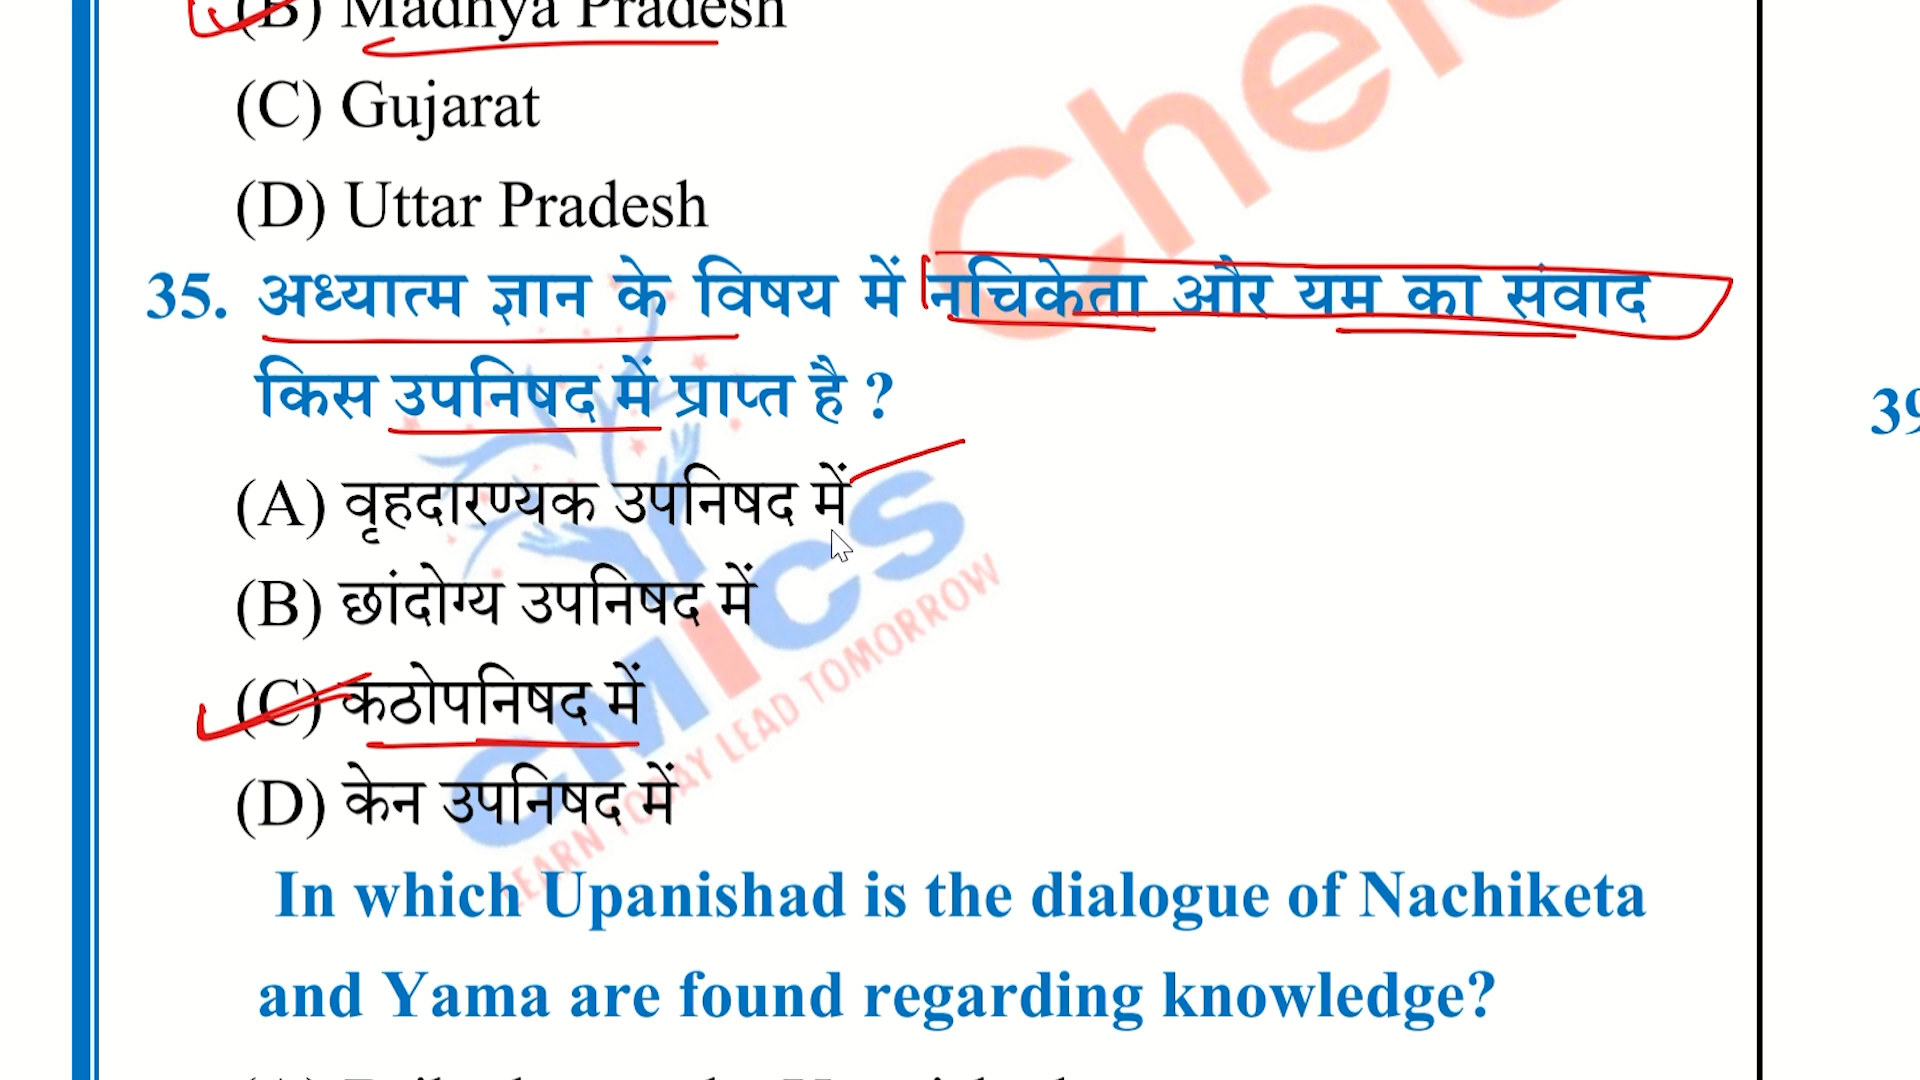 (B) Madhya Pradesh
(C) Gujarat
(D) Uttar Pradesh
35. अध्यात्म ज्ञान के विषय में नचिकेता और यम का संवाद
किस उपनिषद में प्राप्त है ?
(A) वृहदारण्यक उपनिषद में
(B) छांदोग्य उपनिषद में
(C) कठोपनिषद में
(D) केन उपनिषद में
In which Upanishad is the dialogue of Nachiketa
and Yama are found regarding knowledge?
39
CMICS
LEARN TODAY LEAD TOMORROW